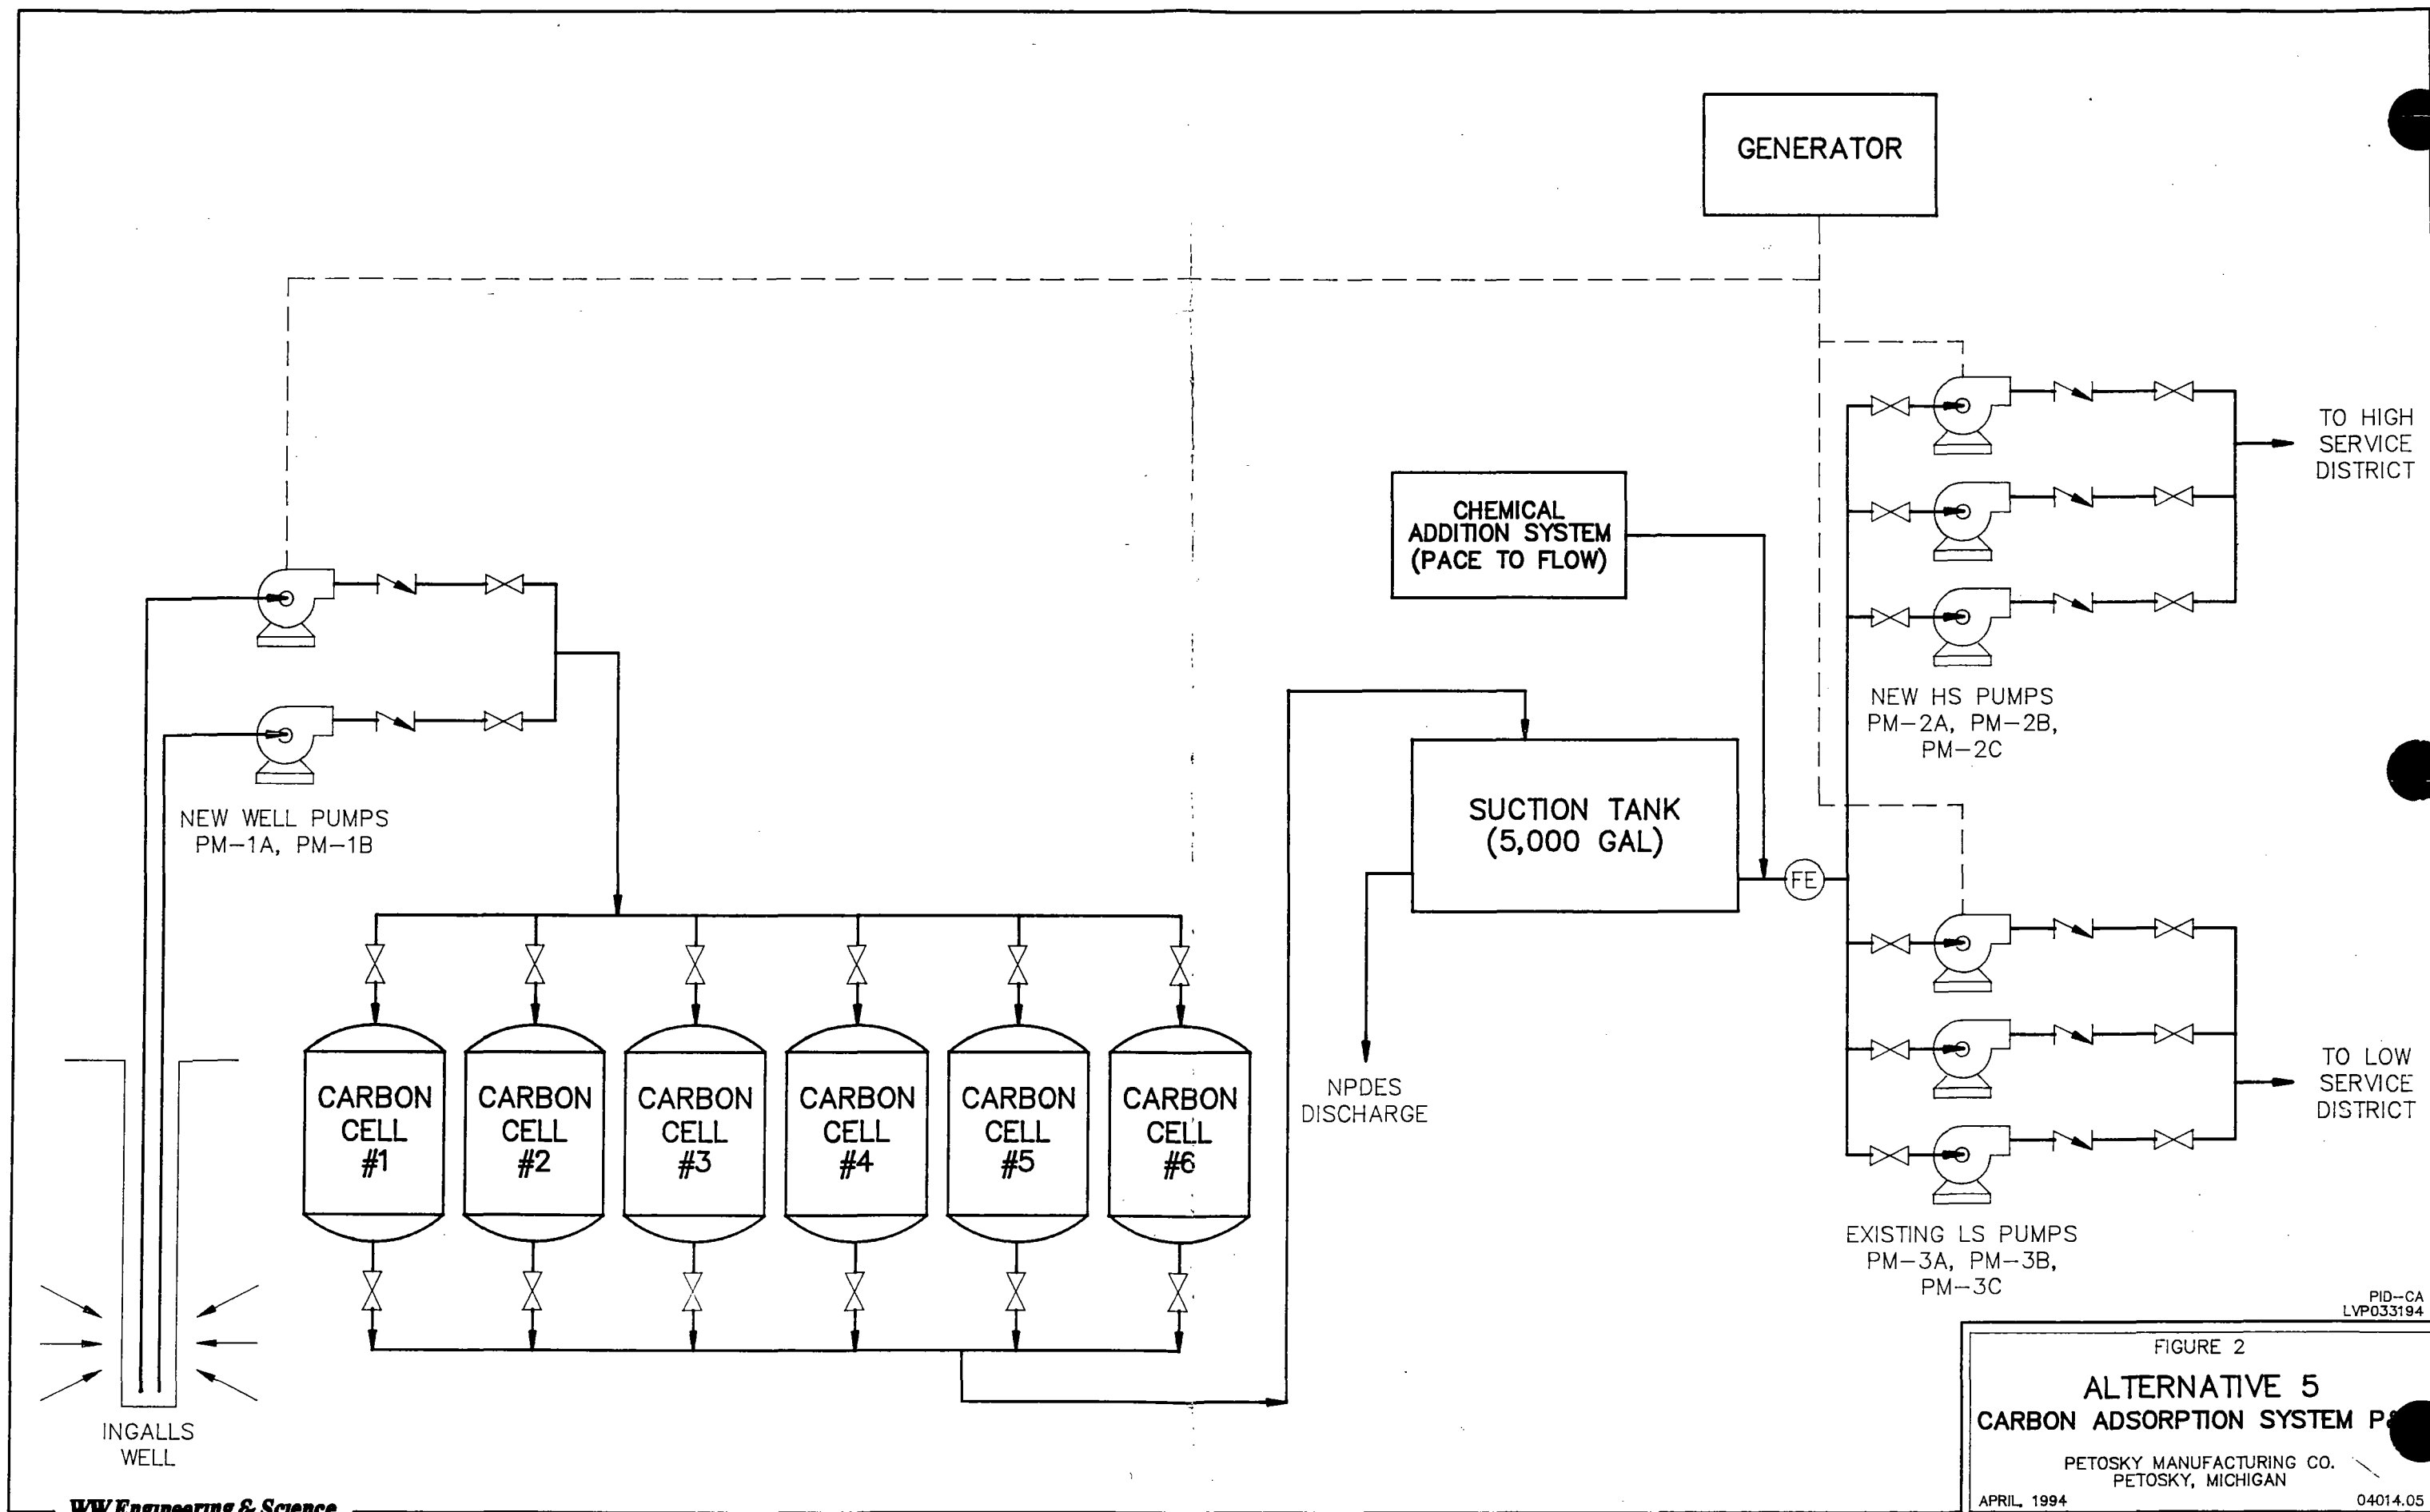 GENERATOR
TO HIGH
SERVICE
DISTRICT
CHEMICAL
ADDITION SYSTEM
(PACE TO FLOW)
NEW HS PUMPS
PM-2A, PM-2B,
PM-2C
NEW WELL PUMPS
PM-1A, PM-1B
SUCTION TANK
(5,000 GAL)
FE
CARBON
CELL
#1
CARBON
CELL
#2
CARBON
CELL
#3
CARBON
CELL
#4
CARBON
CELL
#5
CARBON
CELL
#6
NPDES
DISCHARGE
TO LOW
SERVICE
DISTRICT
EXISTING LS PUMPS
PM-3A, PM-3B,
PM-3C
INGALLS
WELL
PID-CA
LVP033194
FIGURE 2
ALTERNATIVE 5
CARBON ADSORPTION SYSTEM
PETOSKY MANUFACTURING CO.
PETOSKY, MICHIGAN
APRIL, 1994
04014.05
WW Engineering & Science